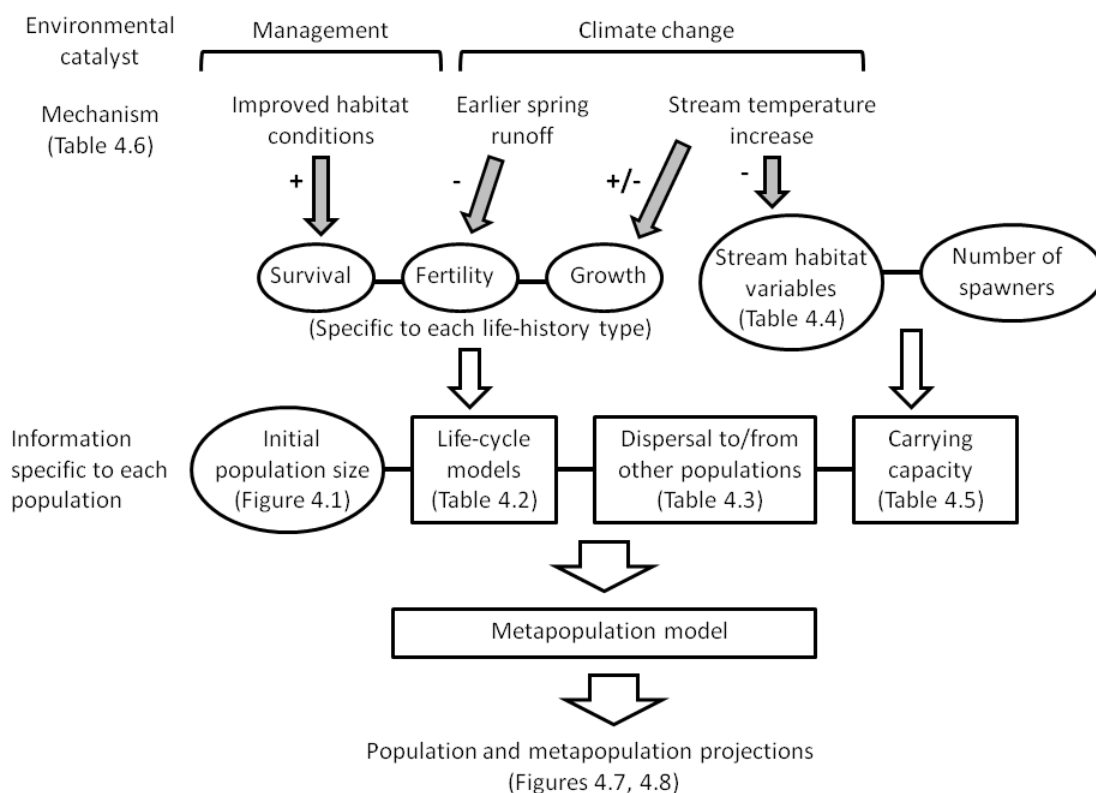 Environmental
catalyst
Management
Climate change
Mechanism
(Table 4.6)
Improved habitat
conditions
Earlier spring
runoff
Stream temperature
increase
+
-
+/-
-
Survival
Fertility
Growth
(Specific to each life-history type)
Stream habitat
variables
(Table 4.4)
Number of
spawners
Information
specific to each
population
Initial
population size
(Figure 4.1)
Life-cycle
models
(Table 4.2)
Dispersal to/from
other populations
(Table 4.3)
Carrying
capacity
(Table 4.5)
Metapopulation model
Population and metapopulation projections
(Figures 4.7, 4.8)